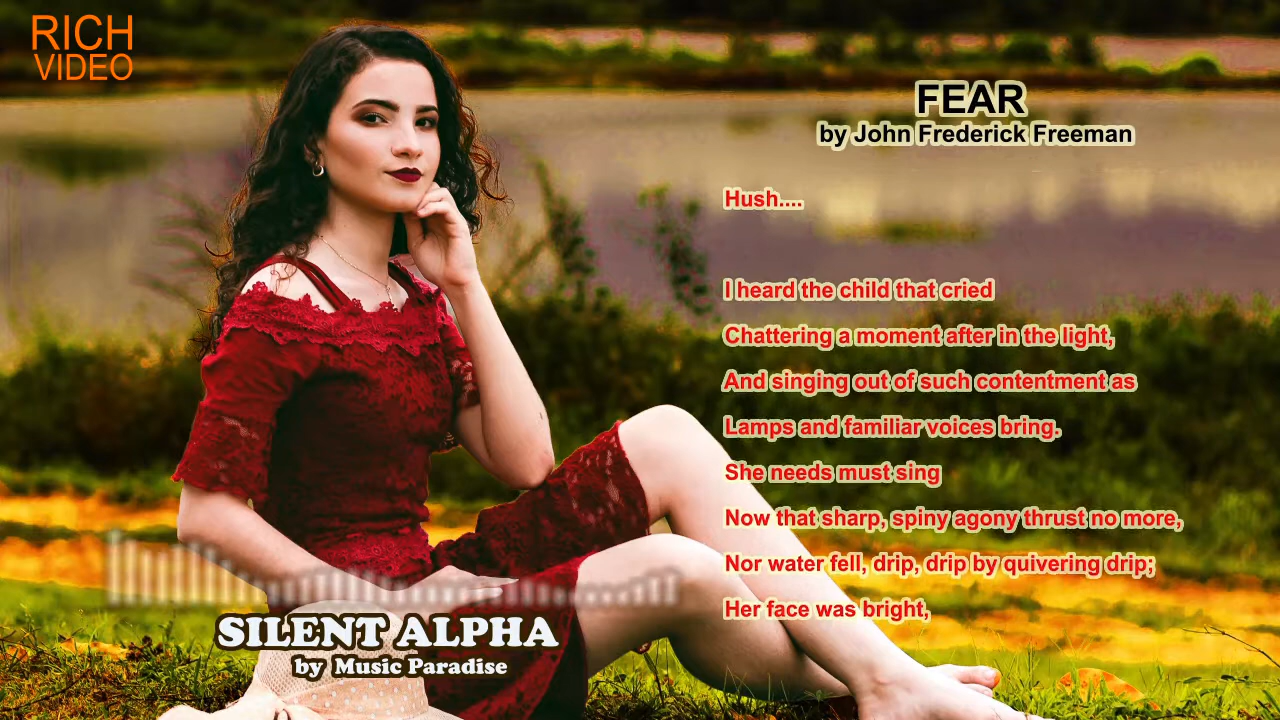 RICH
VIDEO
FEAR
by John Frederick Freeman
Hush....
I heard the child that cried
Chattering a moment after in the light,
And singing out of such contentment as
Lamps and familiar voices bring.
She needs must sing
Now that sharp, spiny agony thrust no more,
Nor water fell, drip, drip by quivering drip;
Her face was bright,
SILENT ALPHA
by Music Paradise